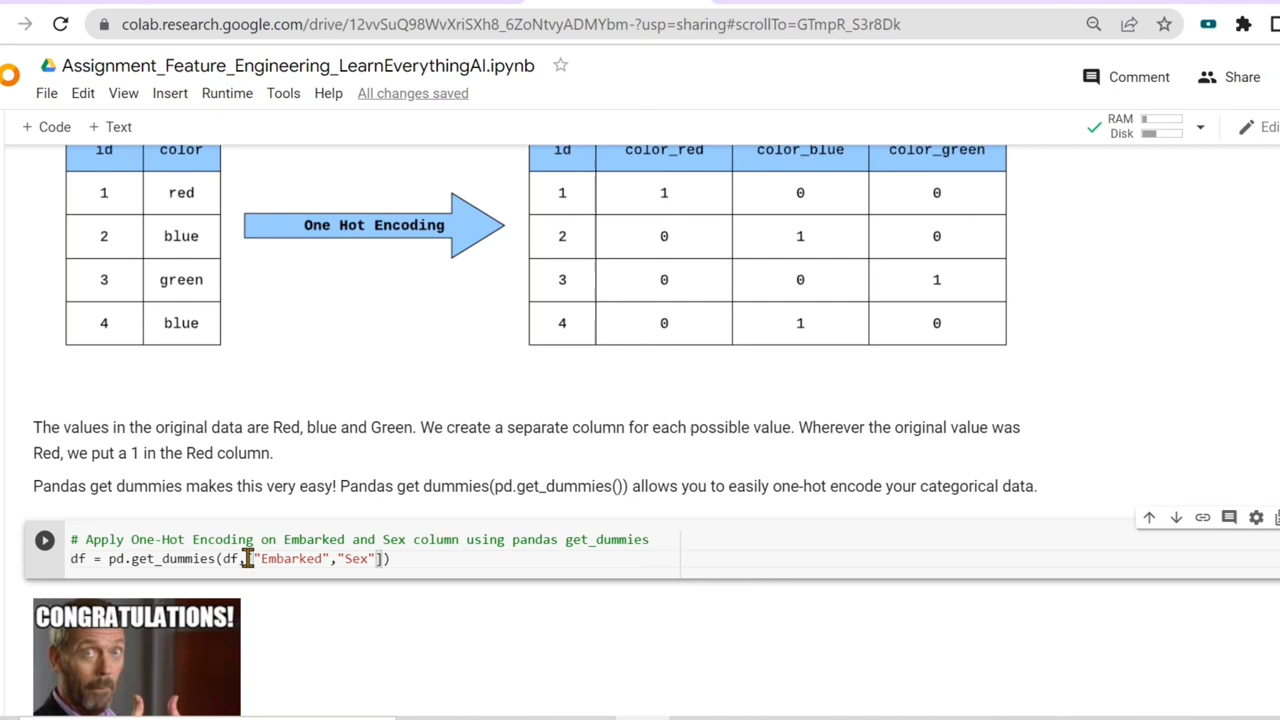 colab.research.google.com/drive/12vvSuQ98WvXriSXh8_6ZoNtvyADMYbm-?usp=sharing#scrollTo=GTmpR_S3r8Dk
Assignment_Feature_Engineering_LearnEverythingAI.ipynb
Comment
Share
File Edit View Insert Runtime Tools Help All changes saved
+ Code + Text
RAM
Disk
Edi
id color
1 red
2 blue
3 green
4 blue
One Hot Encoding
id color_red color_blue color_green
1 1 0 0
2 0 1 0
3 0 0 1
4 0 1 0
The values in the original data are Red, blue and Green. We create a separate column for each possible value. Wherever the original value was
Red, we put a 1 in the Red column.
Pandas get dummies makes this very easy! Pandas get dummies(pd.get_dummies()) allows you to easily one-hot encode your categorical data.
# Apply One-Hot Encoding on Embarked and Sex column using pandas get_dummies
df = pd.get_dummies(df,["Embarked","Sex"])
CONGRATULATIONS!